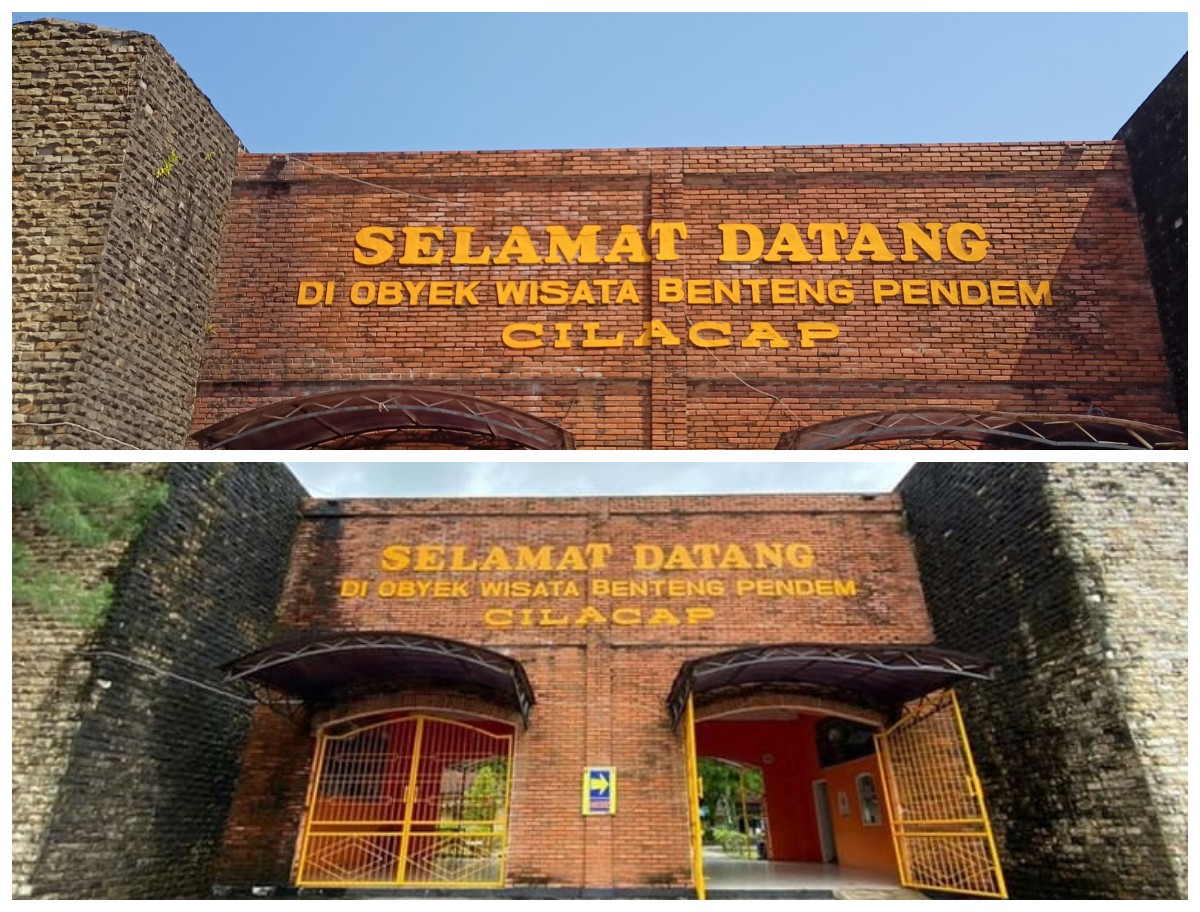 SELAMAT DATANG
DI OBYEK WISATA BENTENG PENDEM
CILACAP
SELAMAT DATANG
DI OBYEK WISATA BENTENG PENDEM
CILACAP